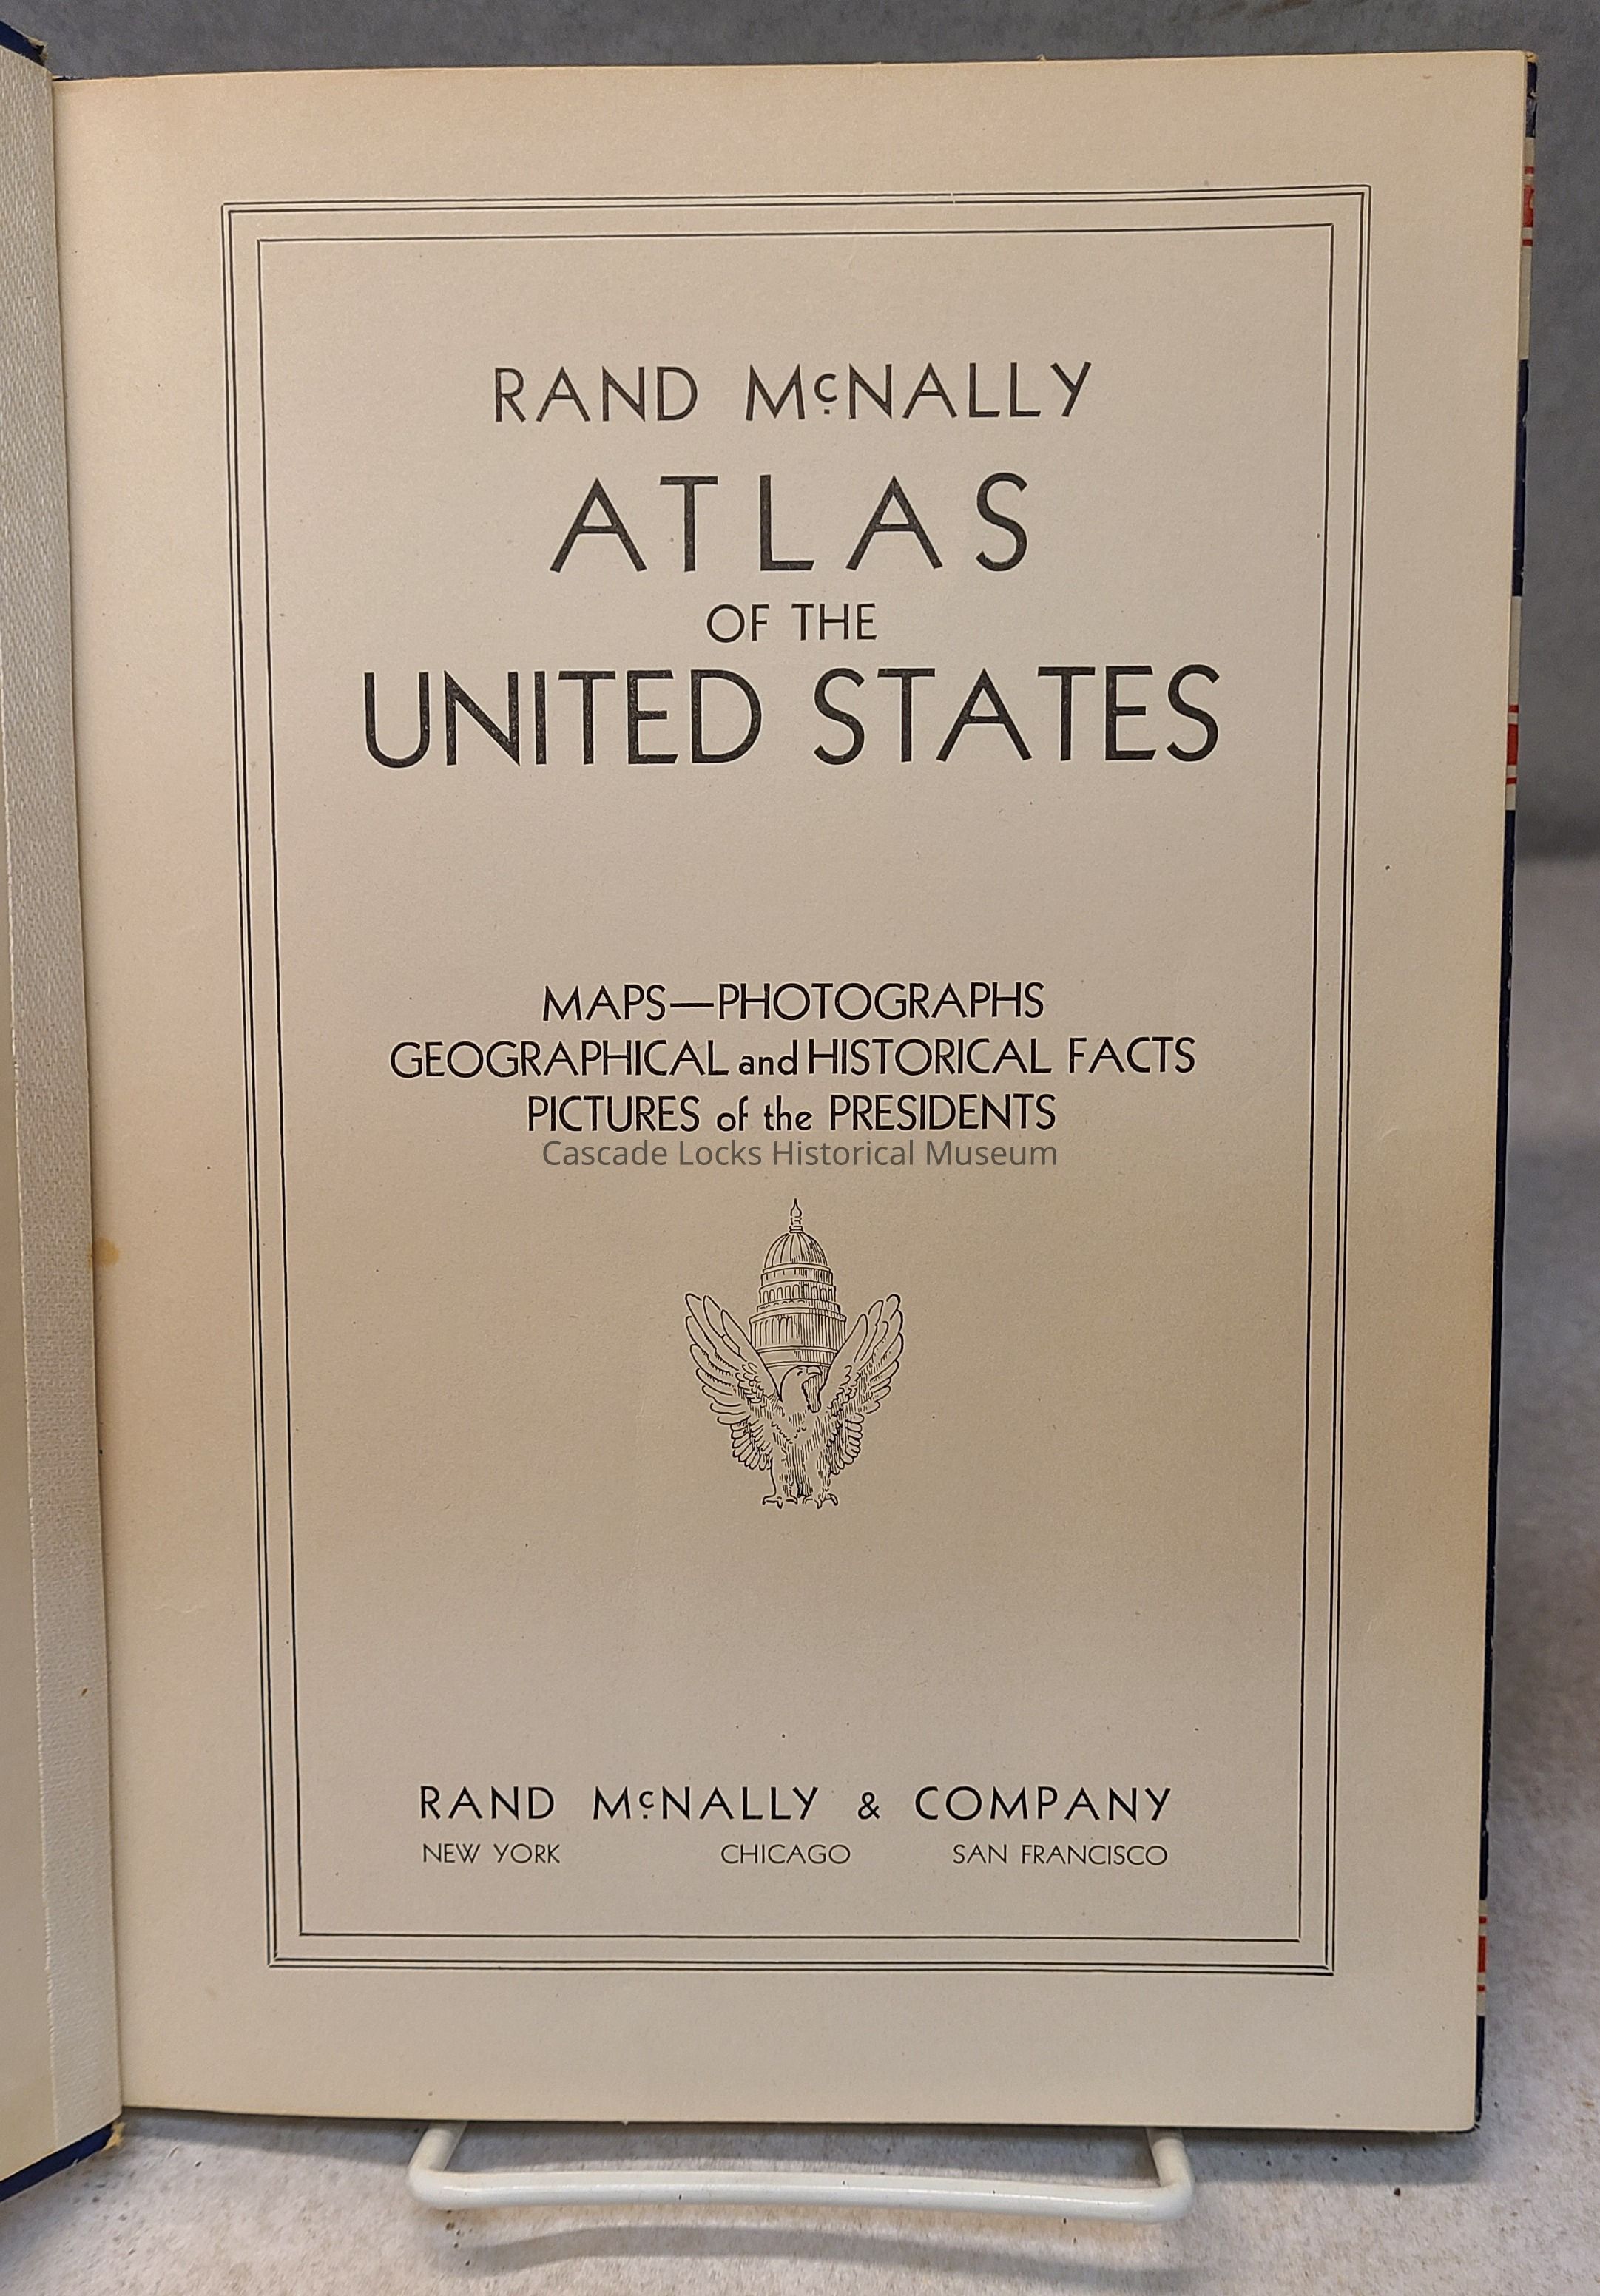 RAND McNALLY
ATLAS
OF THE
UNITED STATES
MAPS—PHOTOGRAPHS
GEOGRAPHICAL and HISTORICAL FACTS
PICTURES of the PRESIDENTS
Cascade Locks Historical Museum
RAND McNALLY & COMPANY
NEW YORK CHICAGO SAN FRANCISCO